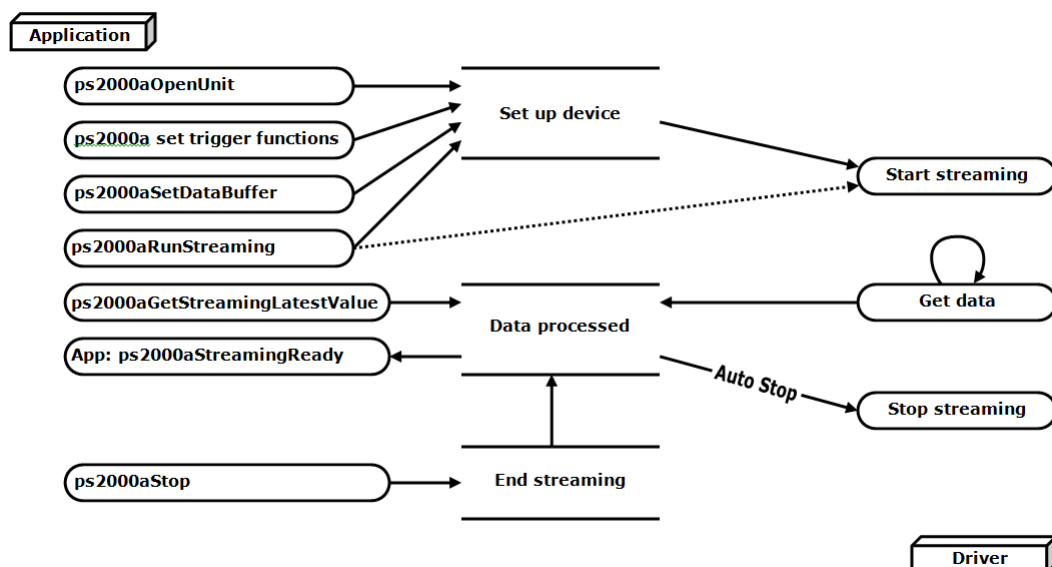 Application
ps2000aOpenUnit
Set up device
ps2000a set trigger functions
Start streaming
ps2000aSetDataBuffer
ps2000aRunStreaming
ps2000aGetStreamingLatestValue
Get data
Data processed
App: ps2000aStreamingReady
Auto Stop
Stop streaming
ps2000aStop
End streaming
Driver